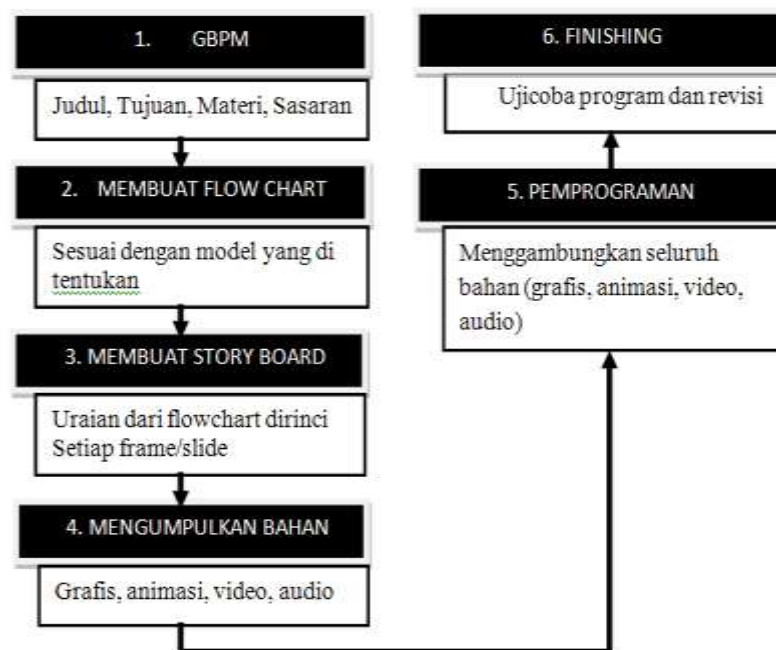 1. GBPM
Judul, Tujuan, Materi, Sasaran
2. MEMBUAT FLOW CHART
Sesuai dengan model yang di
tentukan
3. MEMBUAT STORY BOARD
Uraian dari flowchart dirinci
Setiap frame/slide
4. MENGUMPULKAN BAHAN
Grafis, animasi, video, audio
5. PEMPROGRAMAN
Menggambungkan seluruh
bahan (grafis, animasi, video,
audio)
6. FINISHING
Ujicoba program dan revisi